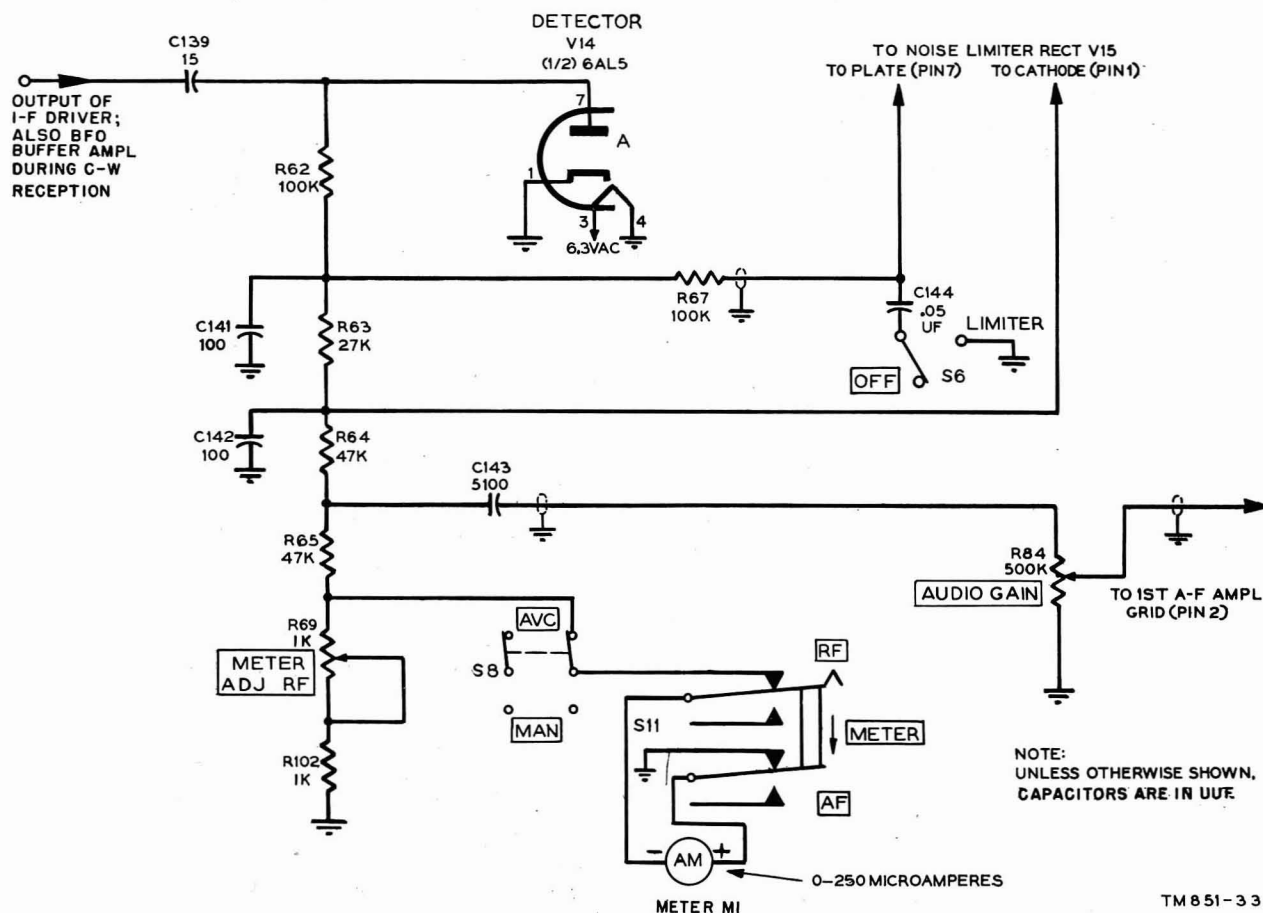 DETECTOR
V14
(1/2) 6AL5
C139
15
TO NOISE LIMITER RECT V15
TO PLATE (PIN7) TO CATHODE (PIN1)
OUTPUT OF
I-F DRIVER;
ALSO BFO
BUFFER AMPL
DURING C-W
RECEPTION
7
A
1
3
4
6.3VAC
R62
100K
R67
100K
C144
.05
UF
LIMITER
OFF
S6
C141
100
R63
27K
C142
100
R64
47K
C143
5100
R65
47K
R84
500K
AUDIO GAIN
TO 1ST A-F AMPL
GRID (PIN 2)
R69
1K
METER
ADJ RF
AVC
S8
MAN
RF
S11
METER
AF
R102
1K
- AM +
0-250 MICROAMPERES
METER M1
NOTE:
UNLESS OTHERWISE SHOWN,
CAPACITORS ARE IN UUF.
TM851-33